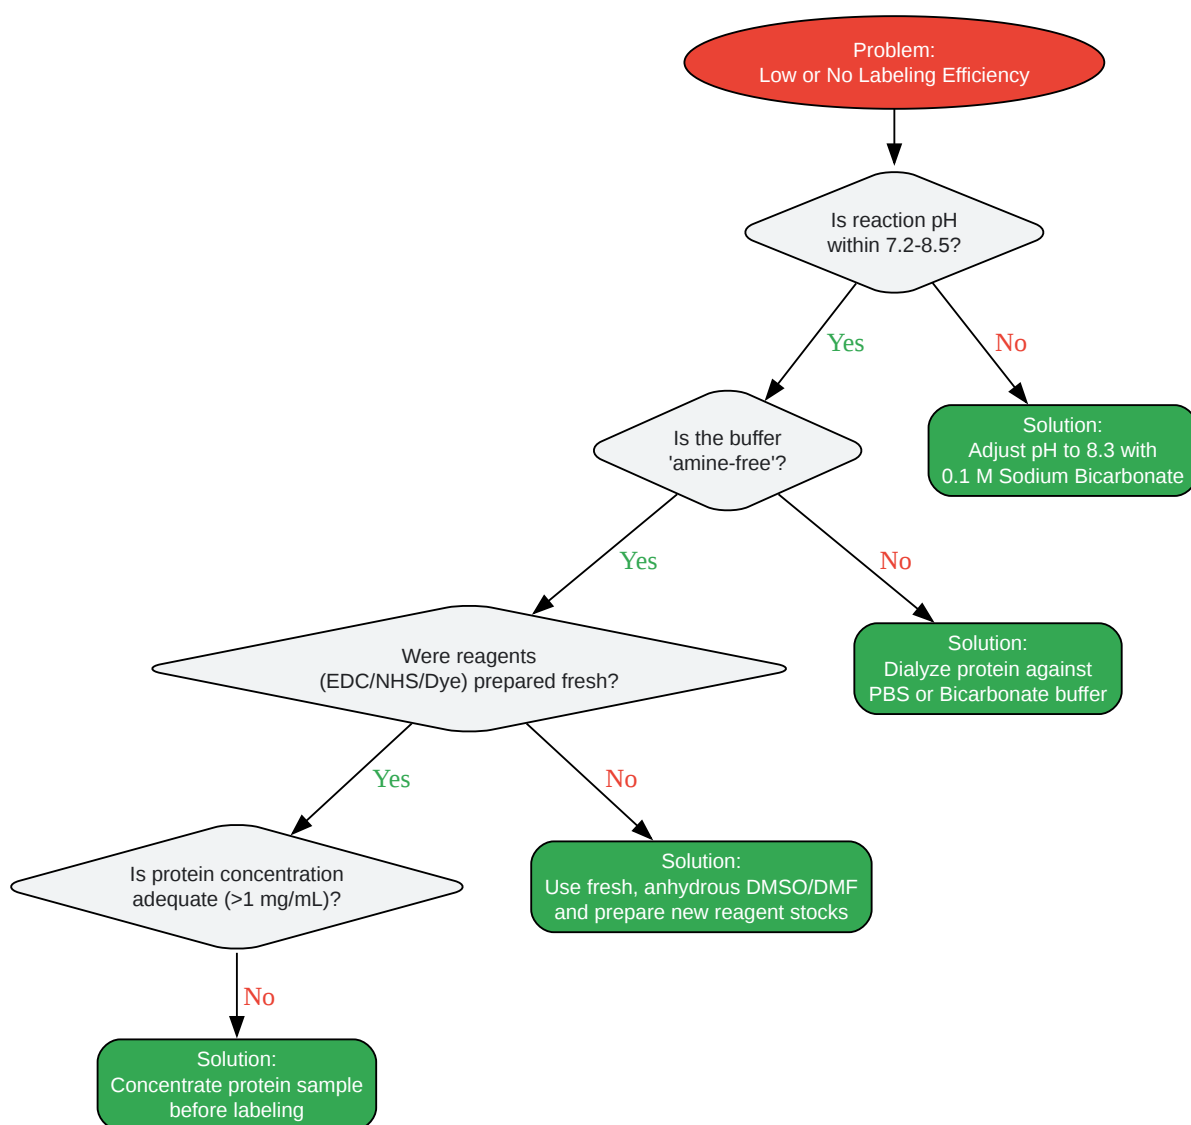 Problem:
Low or No Labeling Efficiency
Is reaction pH
within 7.2-8.5?
Yes
No
Is the buffer
'amine-free'?
Solution:
Adjust pH to 8.3 with
0.1 M Sodium Bicarbonate
Yes
No
Were reagents
(EDC/NHS/Dye) prepared fresh?
Solution:
Dialyze protein against
PBS or Bicarbonate buffer
Yes
No
Is protein concentration
adequate (>1 mg/mL)?
Solution:
Use fresh, anhydrous DMSO/DMF
and prepare new reagent stocks
No
Solution:
Concentrate protein sample
before labeling